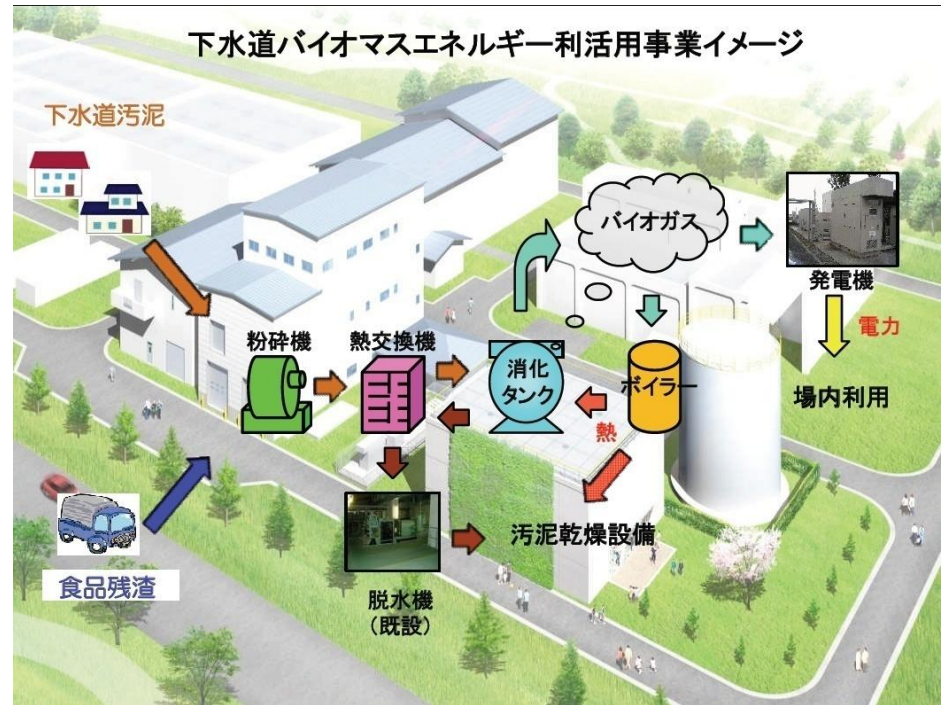 下水道バイオマスエネルギー利活用事業イメージ
下水道汚泥
バイオガス
発電機
電力
粉砕機
熱交換機
消化
タンク
ボイラー
場内利用
熱
汚泥乾燥設備
食品残渣
脱水機
（既設）